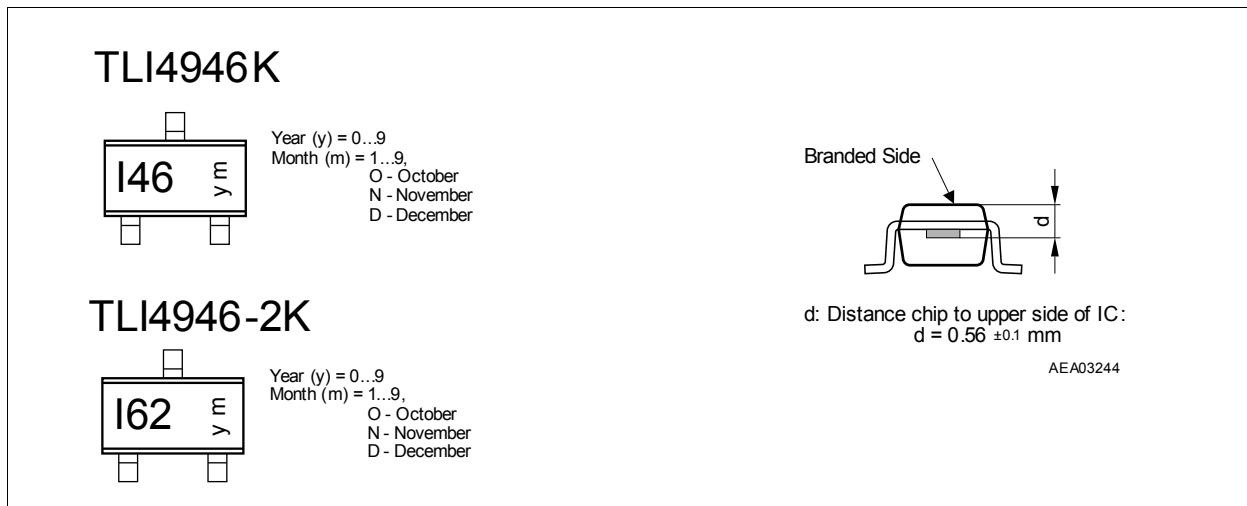 TLI4946K
I46
y m
Year (y) = 0...9
Month (m) = 1...9,
O - October
N - November
D - December
TLI4946-2K
I62
y m
Year (y) = 0...9
Month (m) = 1...9,
O - October
N - November
D - December
Branded Side
d
d: Distance chip to upper side of IC:
d = 0.56 ±0.1 mm
AEA03244